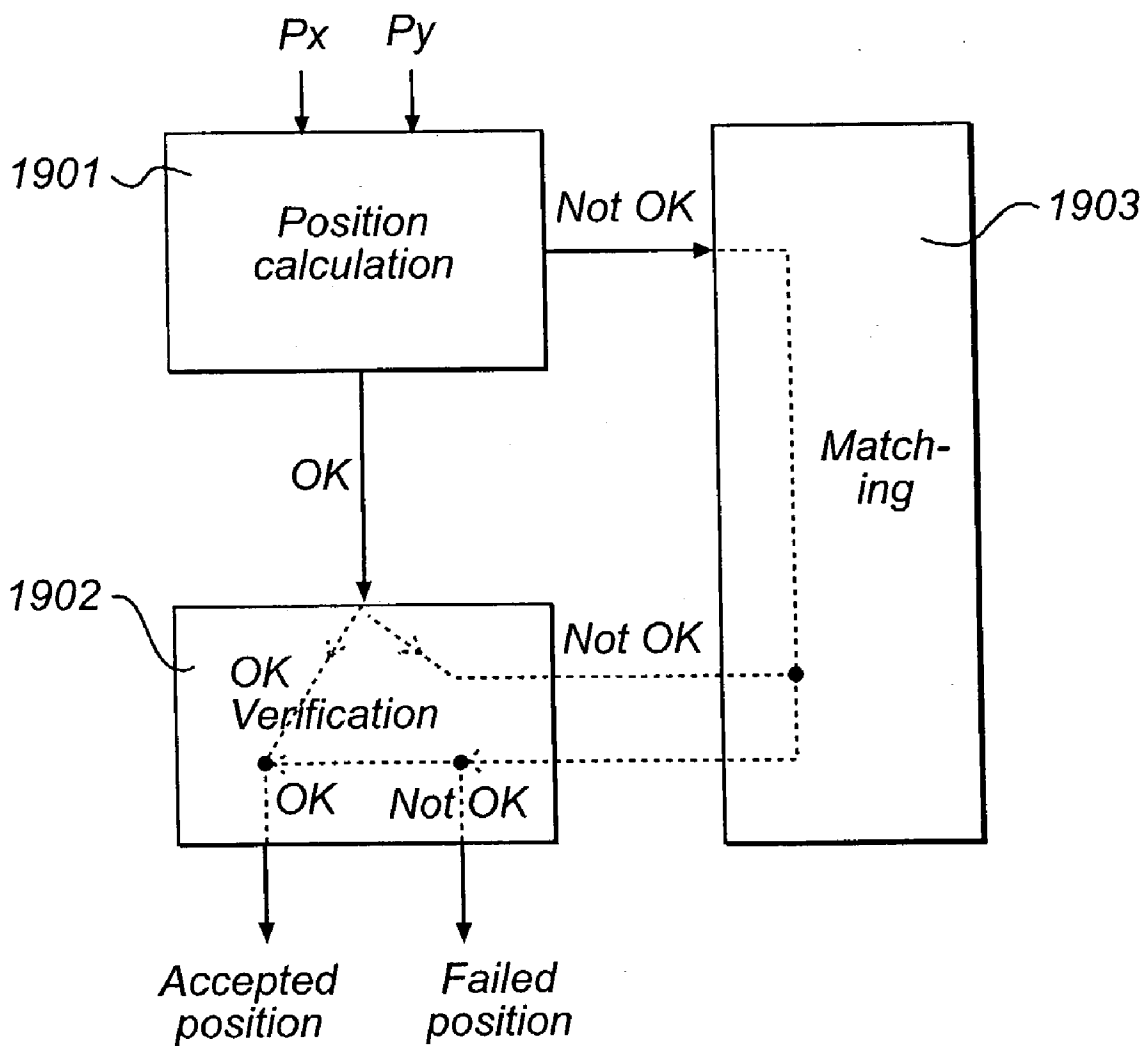 Px Py
1901
Position
calculation
Not OK
1903
Match-
ing
OK
1902
Not OK
OK
Verification
OK
Not OK
Accepted
position
Failed
position